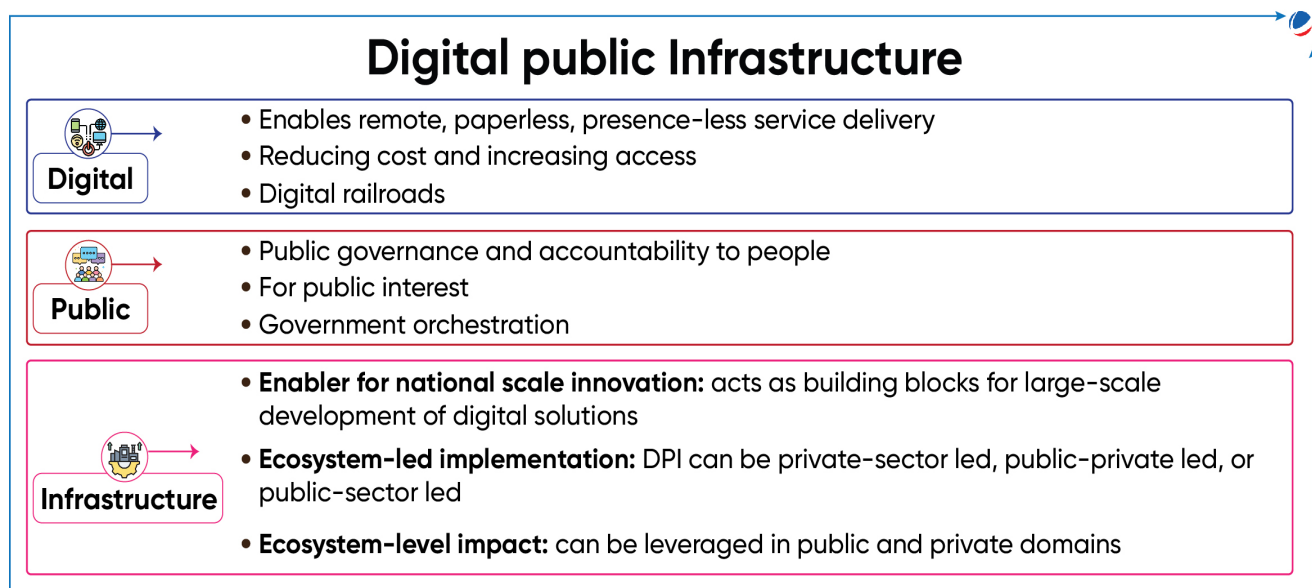 Digital public Infrastructure
Digital
• Enables remote, paperless, presence-less service delivery
• Reducing cost and increasing access
• Digital railroads
Public
• Public governance and accountability to people
• For public interest
• Government orchestration
Infrastructure
• Enabler for national scale innovation: acts as building blocks for large-scale
development of digital solutions
• Ecosystem-led implementation: DPI can be private-sector led, public-private led, or
public-sector led
• Ecosystem-level impact: can be leveraged in public and private domains